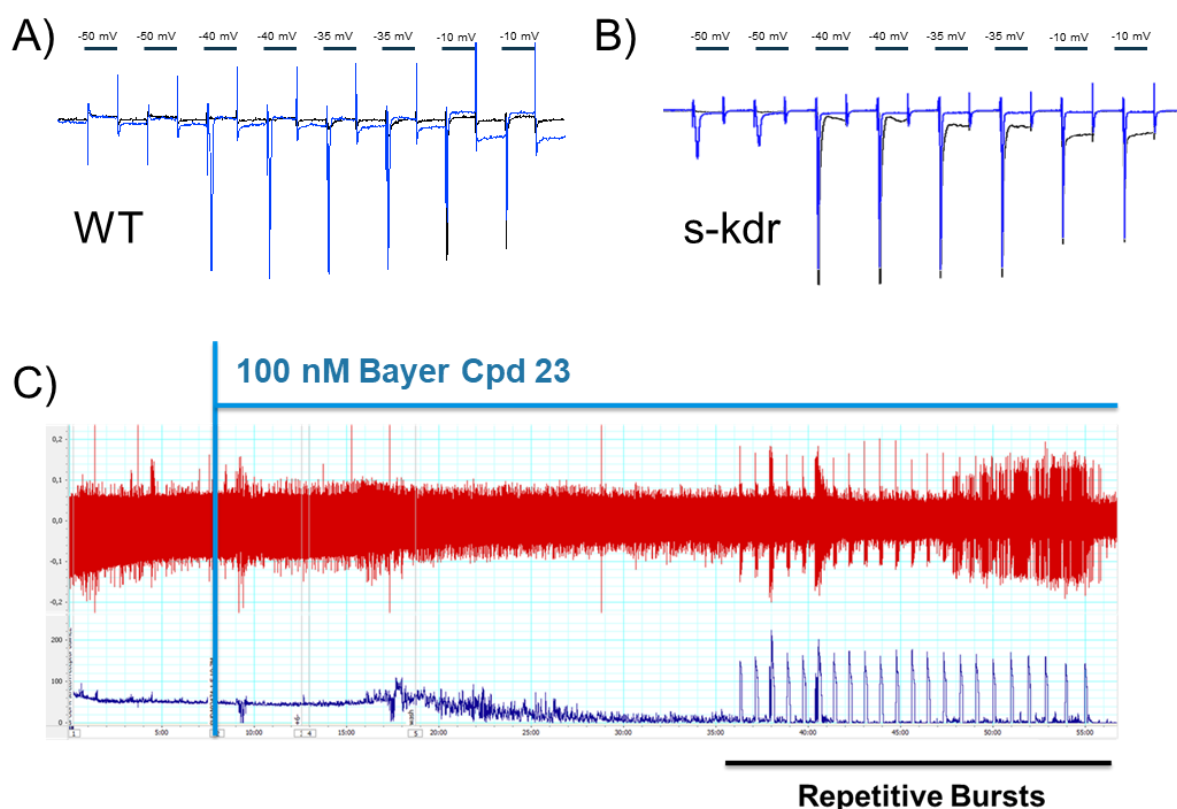 A)
-50 mV -50 mV -40 mV -40 mV -35 mV -35 mV -10 mV -10 mV
WT
B)
-50 mV -50 mV -40 mV -40 mV -35 mV -35 mV -10 mV -10 mV
s-kdr
C)
100 nM Bayer Cpd 23
0,2
0,1
0,0
-0,1
-0,2
200
100
0
1 4 5
5:00 10:00 15:00 20:00 25:00 30:00 35:00 40:00 45:00 50:00 55:00
Repetitive Bursts